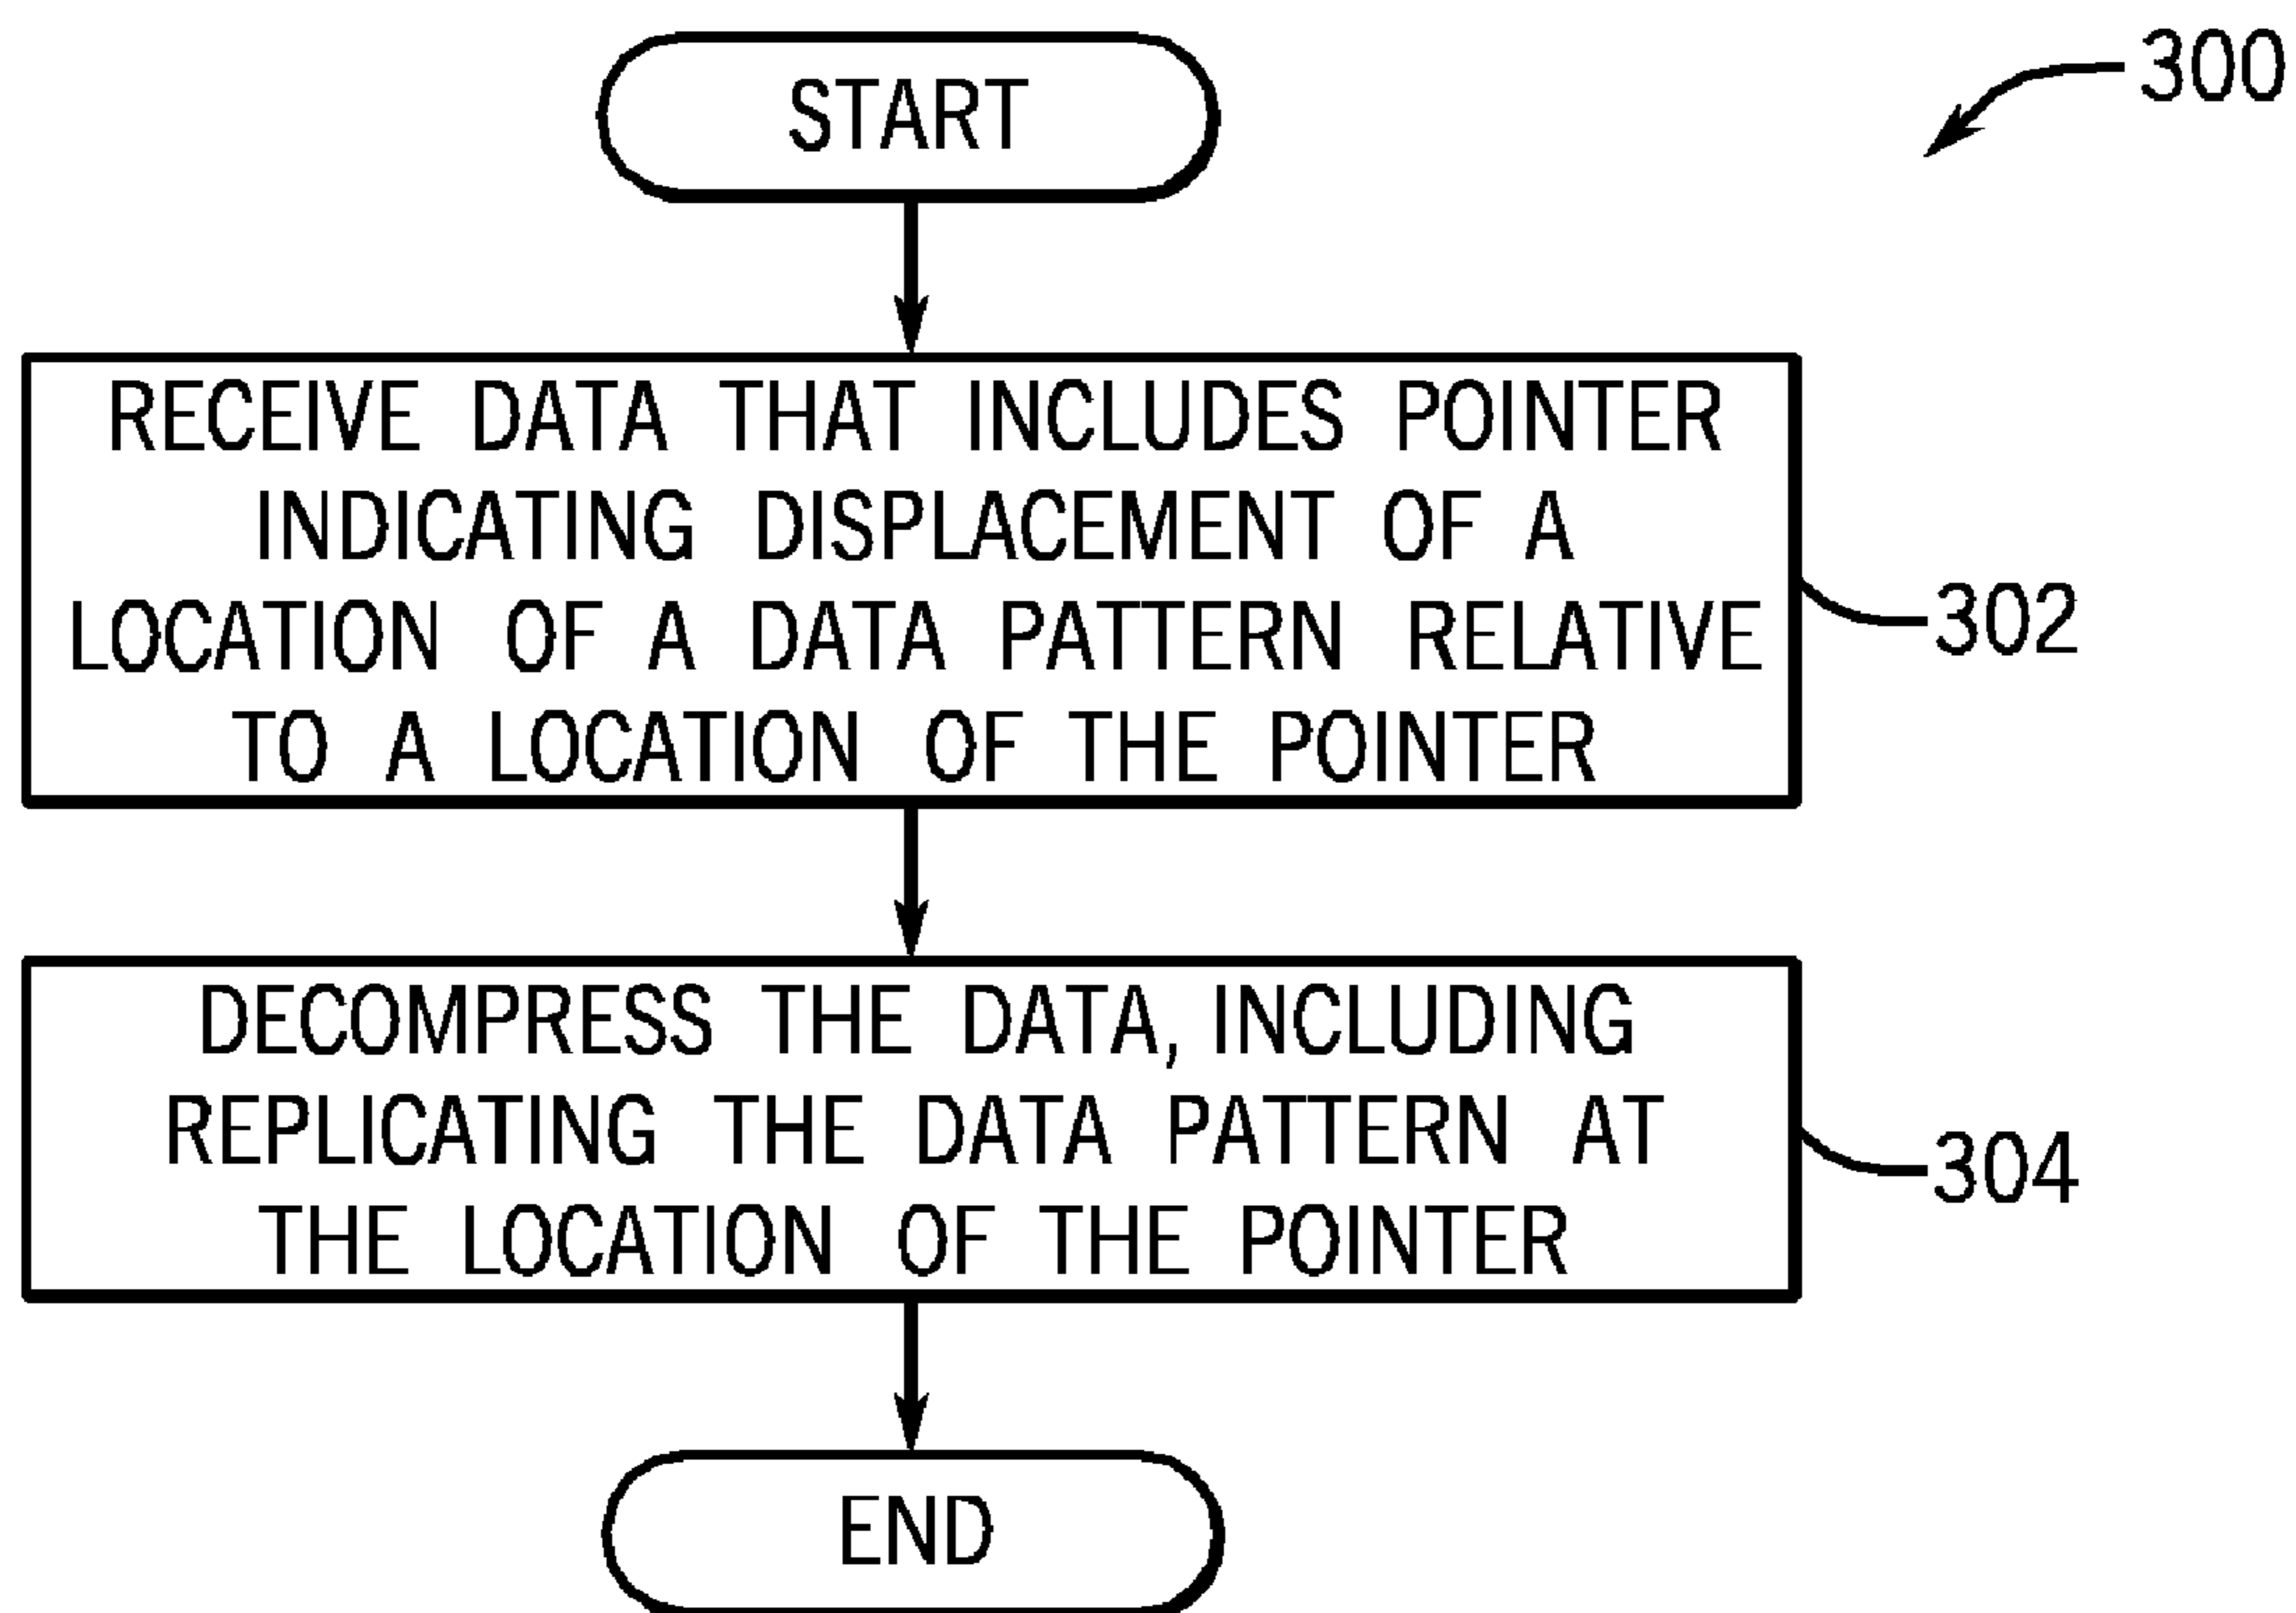 START
300
RECEIVE DATA THAT INCLUDES POINTER
INDICATING DISPLACEMENT OF A
LOCATION OF A DATA PATTERN RELATIVE
TO A LOCATION OF THE POINTER
302
DECOMPRESS THE DATA, INCLUDING
REPLICATING THE DATA PATTERN AT
THE LOCATION OF THE POINTER
304
END